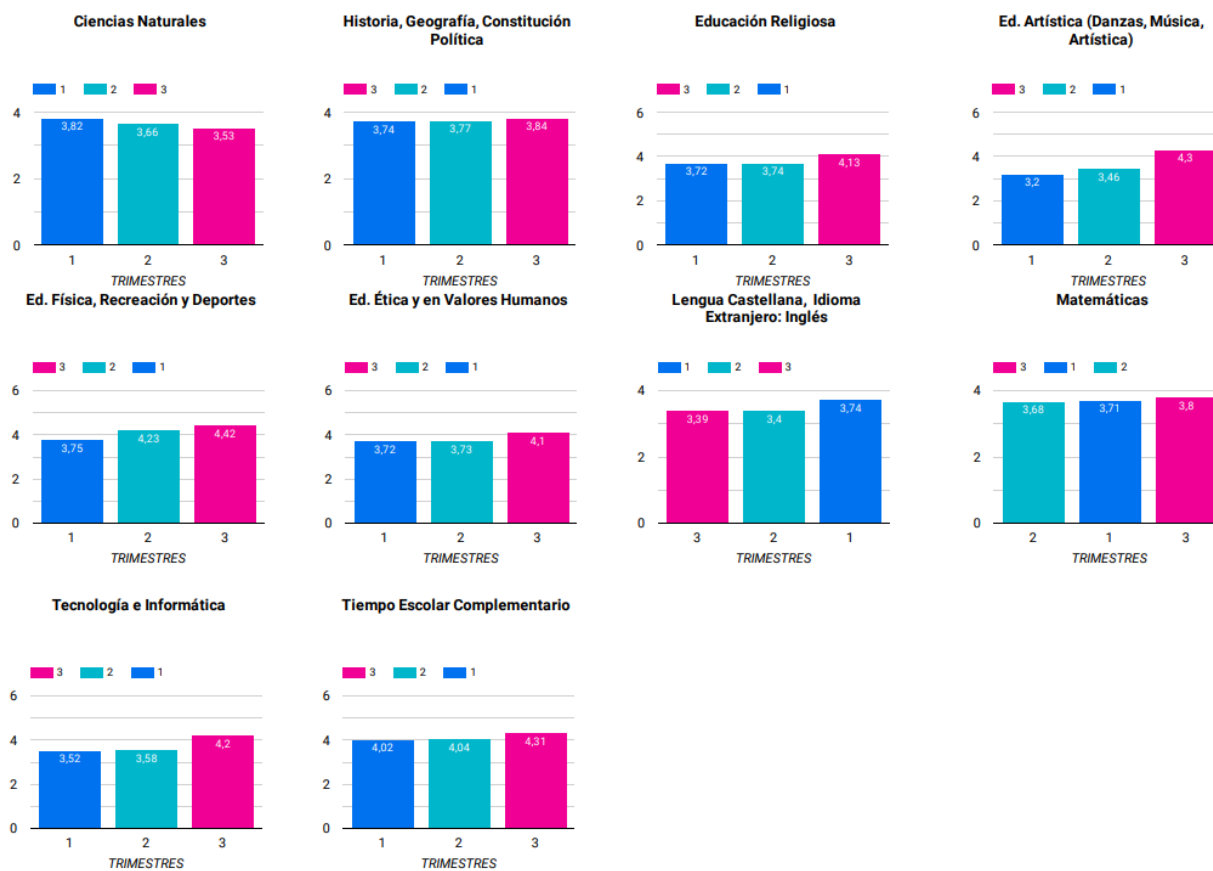 Ciencias Naturales
1 2 3
4
2
0
3,82 3,66 3,53
1 2 3
TRIMESTRES
Historia, Geografía, Constitución
Política
3 2 1
4
2
0
3,74 3,77 3,84
1 2 3
TRIMESTRES
Educación Religiosa
3 2 1
6
4
2
0
3,72 3,74 4,13
1 2 3
TRIMESTRES
Ed. Artística (Danzas, Música,
Artística)
3 2 1
6
4
2
0
3,2 3,46 4,3
1 2 3
TRIMESTRES
Ed. Física, Recreación y Deportes
3 2 1
6
4
2
0
3,75 4,23 4,42
1 2 3
TRIMESTRES
Ed. Ética y en Valores Humanos
3 2 1
6
4
2
0
3,72 3,73 4,1
1 2 3
TRIMESTRES
Lengua Castellana, Idioma
Extranjero: Inglés
1 2 3
4
2
0
3,39 3,4 3,74
3 2 1
TRIMESTRES
Matemáticas
3 1 2
4
2
0
3,68 3,71 3,8
2 1 3
TRIMESTRES
Tecnología e Informática
3 2 1
6
4
2
0
3,52 3,58 4,2
1 2 3
TRIMESTRES
Tiempo Escolar Complementario
3 2 1
6
4
2
0
4,02 4,04 4,31
1 2 3
TRIMESTRES